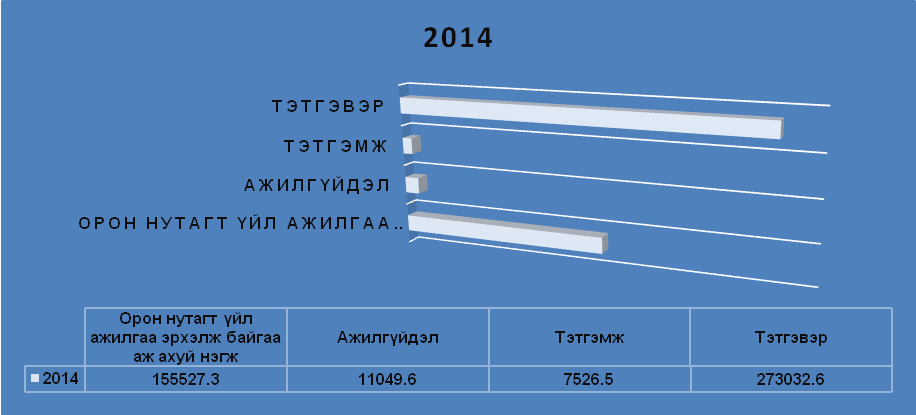 2014
ТЭТГЭВЭР
ТЭТГЭМЖ
АЖИЛГҮЙДЭЛ
ОРОН НУТАГТ ҮЙЛ АЖИЛГАА..
Орон нутагт үйл
ажилгаа эрхэлж байгаа
аж ахуй нэгж
Ажилгүйдэл
Тэтгэмж
Тэтгэвэр
2014
155527.3
11049.6
7526.5
273032.6